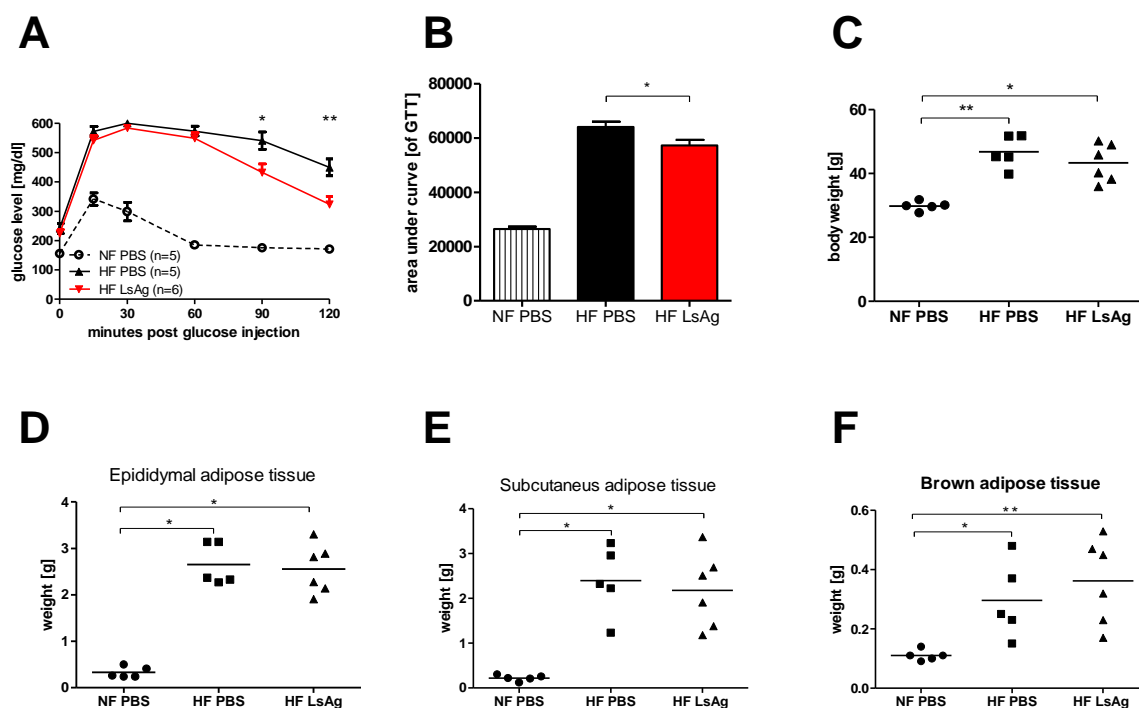 A
glucose level [mg/dl]
600
500
400
300
200
100
0
*
**
NF PBS (n=5)
HF PBS (n=5)
HF LsAg (n=6)
0
30
60
90
120
minutes post glucose injection
B
area under curve [of GTT]
80000
60000
40000
20000
0
*
NF PBS
HF PBS
HF LsAg
C
body weight [g]
60
40
20
0
*
**
NF PBS
HF PBS
HF LsAg
D
Epididymal adipose tissue
weight [g]
4
3
2
1
0
*
*
NF PBS
HF PBS
HF LsAg
E
Subcutaneus adipose tissue
weight [g]
4
3
2
1
0
*
*
NF PBS
HF PBS
HF LsAg
F
Brown adipose tissue
weight [g]
0.6
0.4
0.2
0.0
**
*
NF PBS
HF PBS
HF LsAg